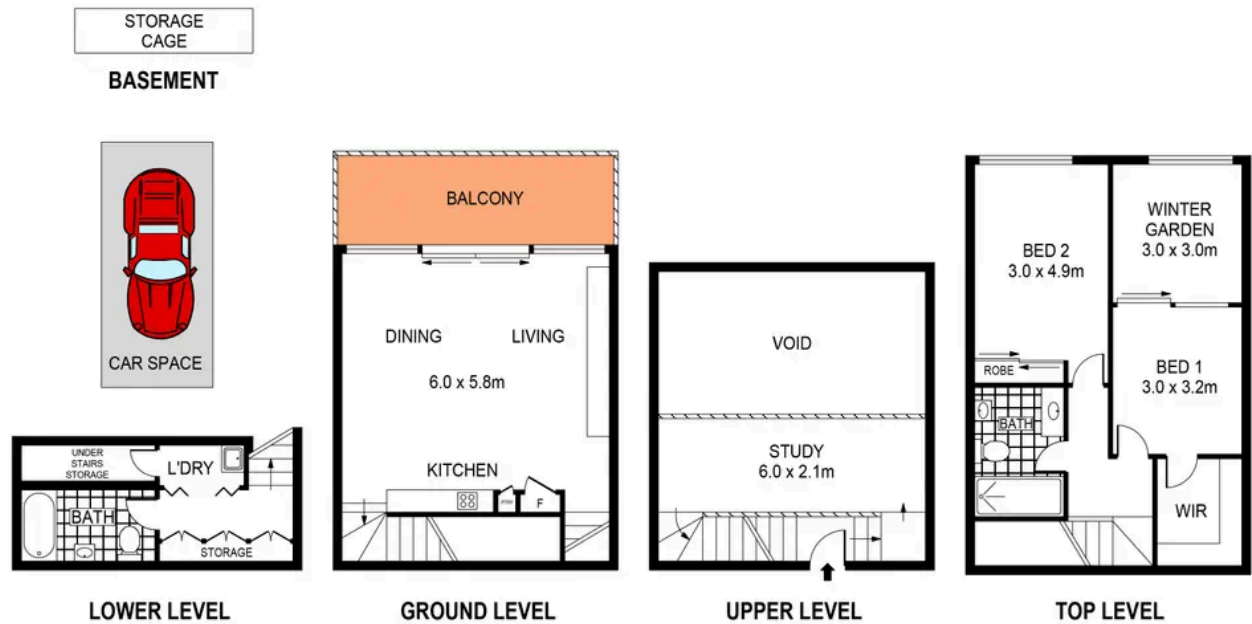 STORAGE
CAGE
BASEMENT
CAR SPACE
UNDER
STAIRS
STORAGE
L'DRY
BATH
STORAGE
LOWER LEVEL
BALCONY
DINING
LIVING
6.0 x 5.8m
KITCHEN
F
GROUND LEVEL
VOID
STUDY
6.0 x 2.1m
UPPER LEVEL
BED 2
3.0 x 4.9m
WINTER
GARDEN
3.0 x 3.0m
ROBE
BED 1
3.0 x 3.2m
BATH
WIR
TOP LEVEL